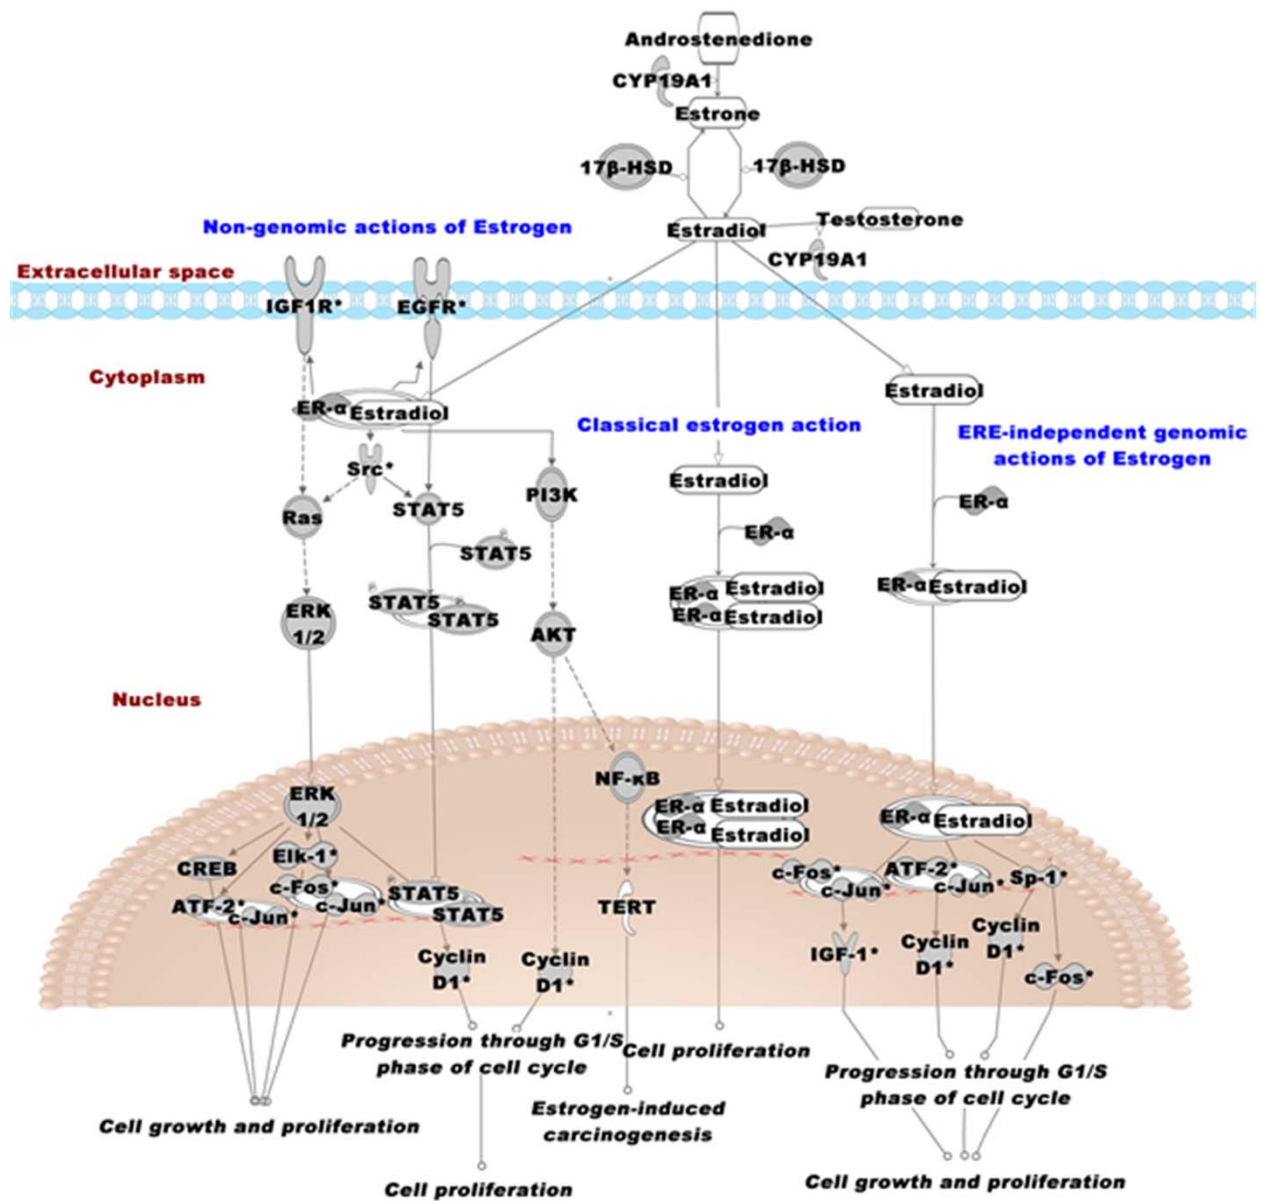 Androstenedione
CYP19A1
Estrone
17β-HSD
17β-HSD
Non-genomic actions of Estrogen
Estradiol
Testosterone
CYP19A1
Extracellular space
IGF1R*
EGFR*
Cytoplasm
ER-α
Estradiol
Estradiol
Classical estrogen action
ERE-independent genomic
actions of Estrogen
Src*
PI3K
Estradiol
Ras
STAT5
ER-α
ER-α
STAT5
ER-α
Estradiol
ER-α
Estradiol
ER-α
Estradiol
STAT5
STAT5
ERK
1/2
AKT
Nucleus
NF-κB
ERK
1/2
ER-α
Estradiol
ER-α
Estradiol
ER-α
Estradiol
CREB
Elk-1*
c-Fos*
c-Jun*
ATF-2*
c-Jun*
STAT5
STAT5
TERT
c-Fos*
c-Jun*
ATF-2*
c-Jun*
Sp-1*
Cyclin
D1*
Cyclin
D1*
IGF-1*
Cyclin
D1*
Cyclin
D1*
c-Fos*
Progression through G1/S
phase of cell cycle
Cell proliferation
Progression through G1/S
phase of cell cycle
Cell growth and proliferation
Estrogen-induced
carcinogenesis
Cell proliferation
Cell growth and proliferation